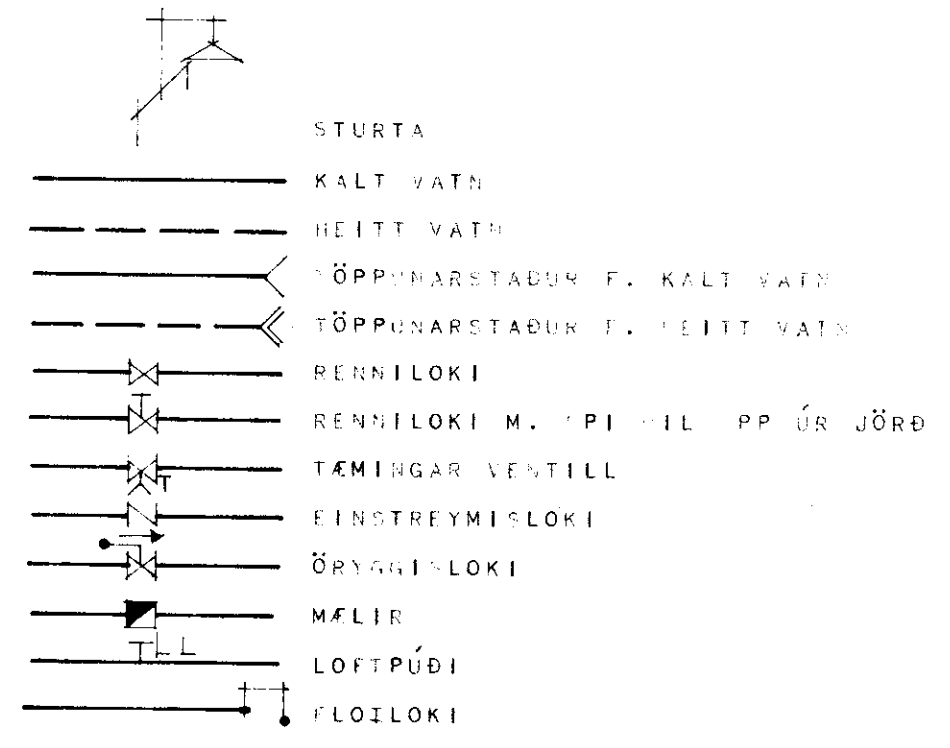 STURTA
KALT VATN
HEITT VATN
TÖPPUNARSTAÐUR F. KALT VATN
TÖPPUNARSTAÐUR F. HEITT VATN
RENNILOKI
RENNILOKI M. ÚR JÖRÐ
T
TÆMINGAR VENTILL
EINSTREYMISLOKI
ÖRYGGISLOKI
MÆLIR
LL
LOFTPÚÐI
FLOTLOKI